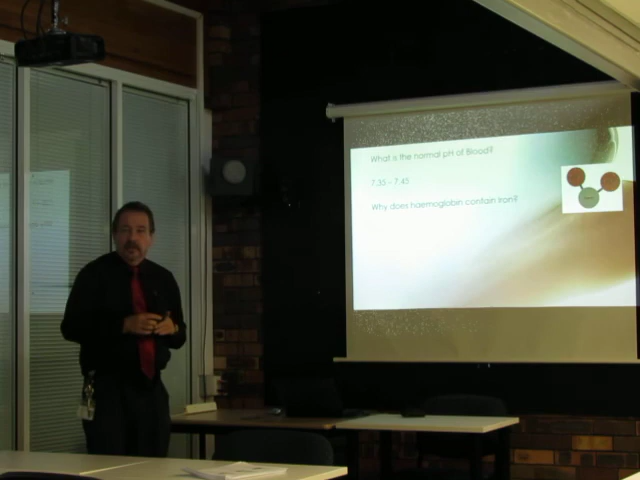 What is the normal pH of Blood?
7.35 – 7.45
Why does haemoglobin contain Iron?